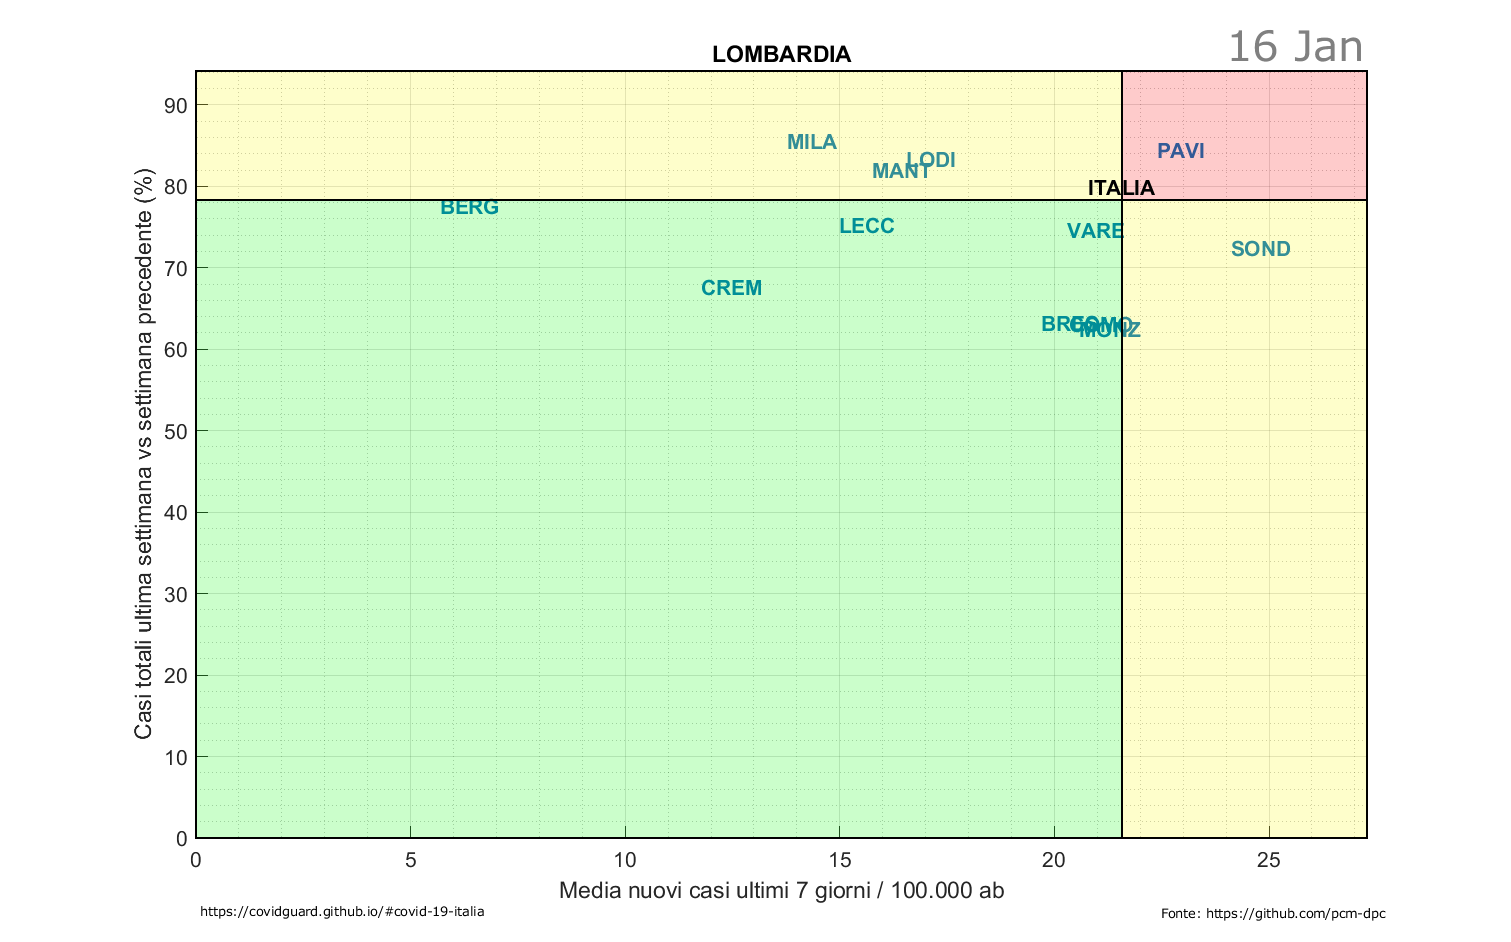 16 Jan
LOMBARDIA
Casi totali ultima settimana vs settimana precedente (%)
90
80
70
60
50
40
30
20
10
0
MILA
LODI
MANT
PAVI
ITALIA
BERG
LECC
VARE
SOND
CREM
BRES
COMO
MONZ
0 5 10 15 20 25
Media nuovi casi ultimi 7 giorni / 100.000 ab
https://covidguard.github.io/#covid-19-italia
Fonte: https://github.com/pcm-dpc